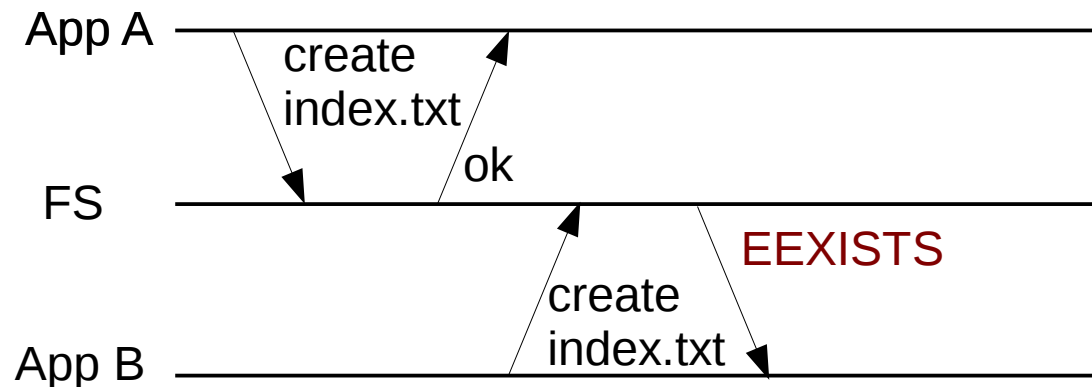 App A
create
index.txt
ok
FS
EEXISTS
create
index.txt
App B